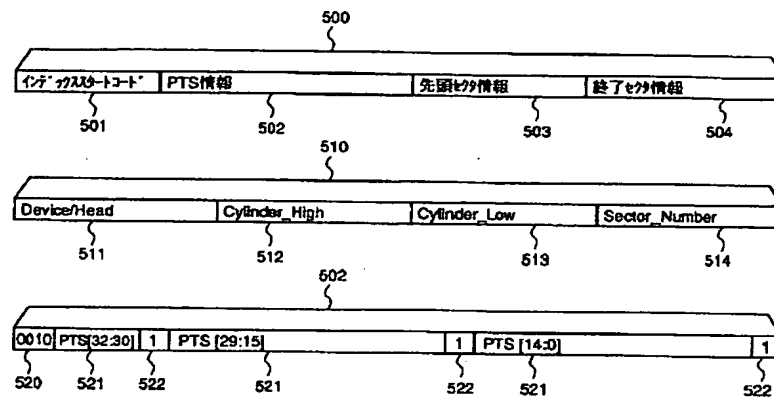 500
インデックススタートコード PTS情報 先頭セクタ情報 終了セクタ情報
501 502 503 504
510
Device/Head Cylinder_High Cylinder_Low Sector_Number
511 512 513 514
502
0010 PTS[32:30] 1 PTS [29:15] 1 PTS [14:0] 1
520 521 522 521 522 521 522